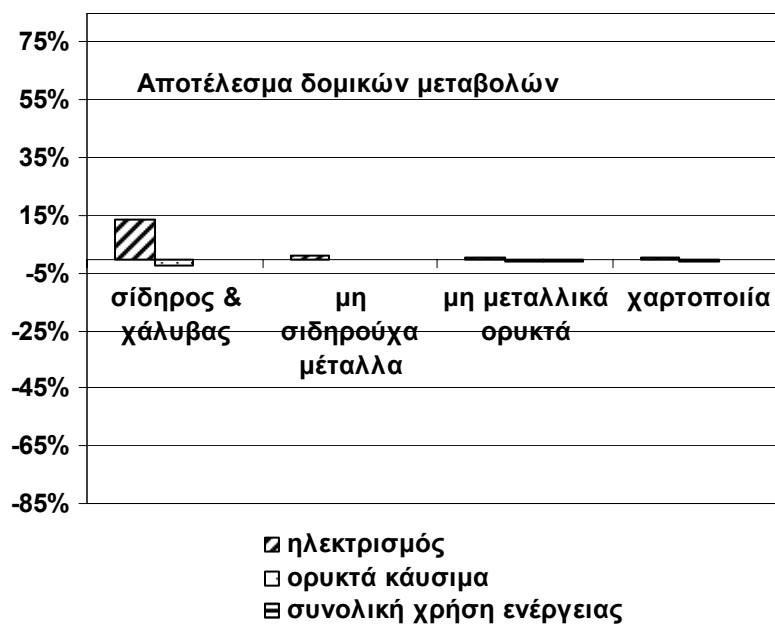 75%
Αποτέλεσμα δομικών μεταβολών
55%
35%
15%
-5%
σίδηρος & μη μη μεταλλικά χαρτοποιία
χάλυβας σιδηρούχα ορυκτά
μέταλλα
-25%
-45%
-65%
-85%
ηλεκτρισμός
ορυκτά κάυσιμα
συνολική χρήση ενέργειας